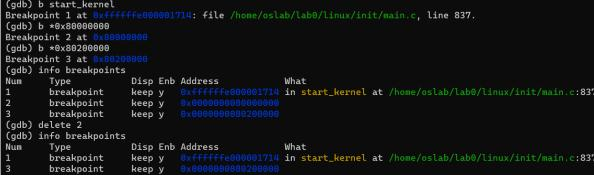 (gdb) b start_kernel
Breakpoint 1 at 0xffffffe000001714: file /home/oslab/lab0/linux/init/main.c, line 837.
(gdb) b *0x80000000
Breakpoint 2 at 0x80000000
(gdb) b *0x80200000
Breakpoint 3 at 0x80200000
(gdb) info breakpoints
Num     Type           Disp Enb Address            What
1       breakpoint     keep y   0xffffffe000001714 in start_kernel at /home/oslab/lab0/linux/init/main.c:837
2       breakpoint     keep y   0x0000000080000000
3       breakpoint     keep y   0x0000000080200000
(gdb) delete 2
(gdb) info breakpoints
Num     Type           Disp Enb Address            What
1       breakpoint     keep y   0xffffffe000001714 in start_kernel at /home/oslab/lab0/linux/init/main.c:837
3       breakpoint     keep y   0x0000000080200000